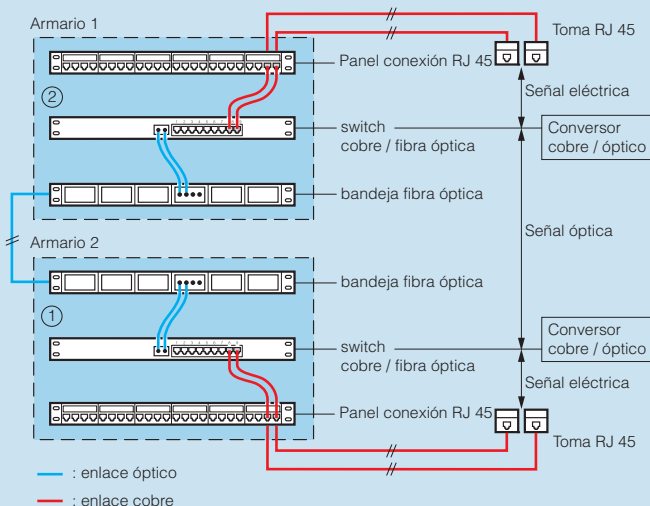 Armario 1
Toma RJ 45
Panel conexión RJ 45
Señal eléctrica
2
switch
cobre / fibra óptica
Conversor
cobre / óptico
bandeja fibra óptica
Señal óptica
Armario 2
bandeja fibra óptica
1
switch
cobre / fibra óptica
Conversor
cobre / óptico
Señal eléctrica
Panel conexión RJ 45
Toma RJ 45
: enlace óptico
: enlace cobre